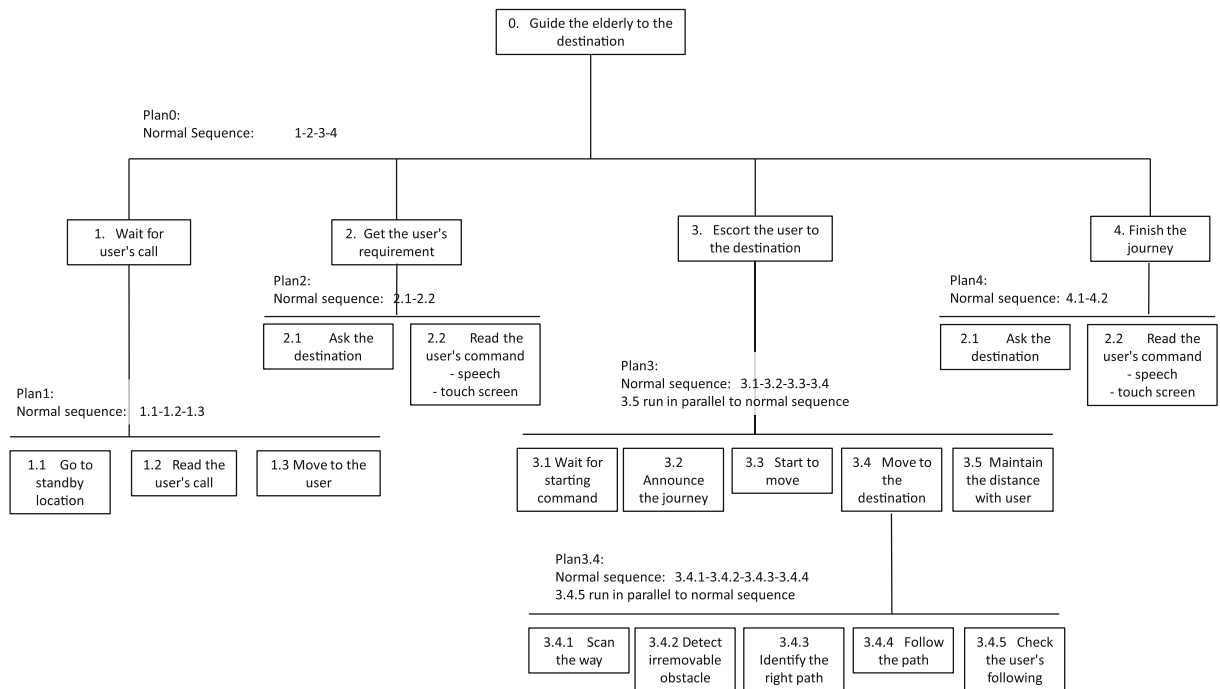 0. Guide the elderly to the
destination
Plan0:
Normal Sequence: 1-2-3-4
1. Wait for
user's call
2. Get the user's
requirement
3. Escort the user to
the destination
4. Finish the
journey
Plan2:
Normal sequence: 2.1-2.2
2.1 Ask the
destination
2.2 Read the
user's command
- speech
- touch screen
Plan4:
Normal sequence: 4.1-4.2
2.1 Ask the
destination
2.2 Read the
user's command
- speech
- touch screen
Plan1:
Normal sequence: 1.1-1.2-1.3
1.1 Go to
standby
location
1.2 Read the
user's call
1.3 Move to the
user
Plan3:
Normal sequence: 3.1-3.2-3.3-3.4
3.5 run in parallel to normal sequence
3.1 Wait for
starting
command
3.2
Announce
the journey
3.3 Start to
move
3.4 Move to
the
destination
3.5 Maintain
the distance
with user
Plan3.4:
Normal sequence: 3.4.1-3.4.2-3.4.3-3.4.4
3.4.5 run in parallel to normal sequence
3.4.1 Scan
the way
3.4.2 Detect
irremovable
obstacle
3.4.3
Identify the
right path
3.4.4 Follow
the path
3.4.5 Check
the user's
following